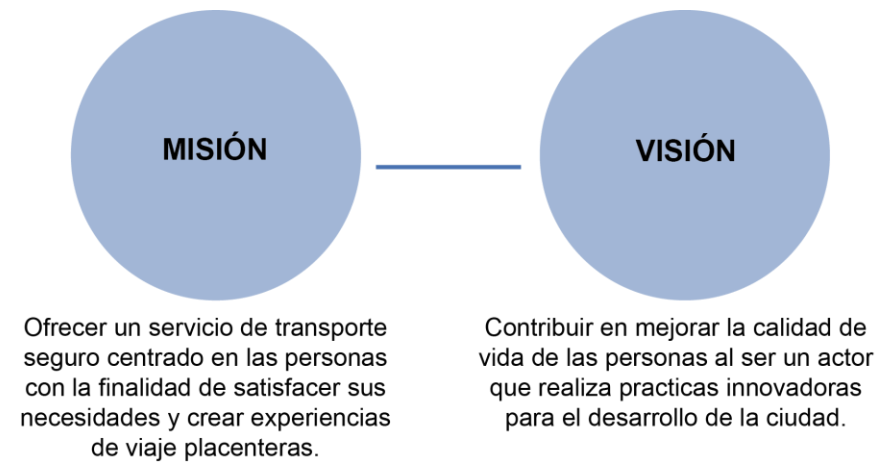 MISIÓN
Ofrecer un servicio de transporte
seguro centrado en las personas
con la finalidad de satisfacer sus
necesidades y crear experiencias
de viaje placenteras.
VISIÓN
Contribuir en mejorar la calidad de
vida de las personas al ser un actor
que realiza practicas innovadoras
para el desarrollo de la ciudad.